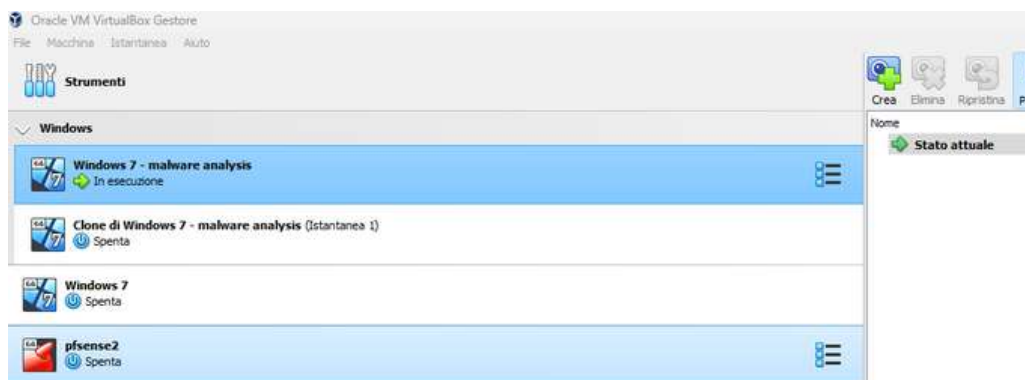 Oracle VM VirtualBox Gestore
File Macchina Istantanea Aiuto
Strumenti
Crea Elimina Ripristina P
Nome
Stato attuale
Windows
Windows 7 - malware analysis
In esecuzione
Clone di Windows 7 - malware analysis (Istantanea 1)
Spenta
Windows 7
Spenta
pfsense2
Spenta